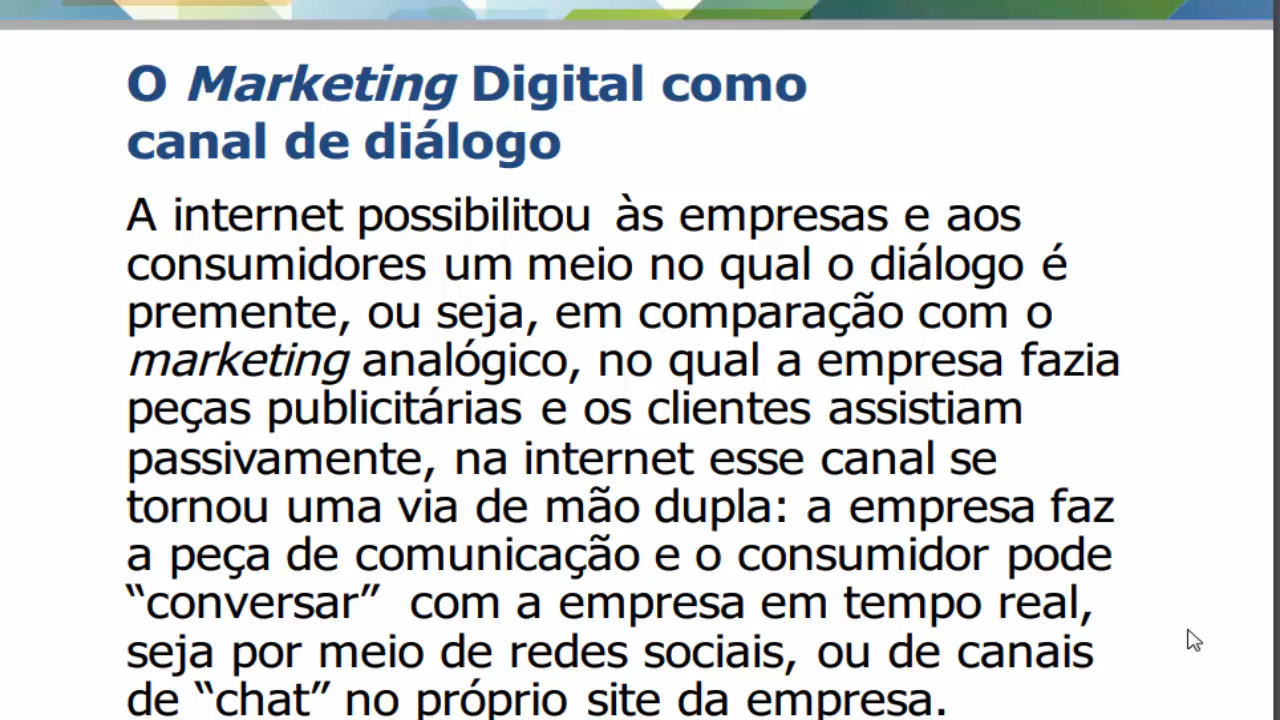 O Marketing Digital como
canal de diálogo
A internet possibilitou às empresas e aos
consumidores um meio no qual o diálogo é
premente, ou seja, em comparação com o
marketing analógico, no qual a empresa fazia
peças publicitárias e os clientes assistiam
passivamente, na internet esse canal se
tornou uma via de mão dupla: a empresa faz
a peça de comunicação e o consumidor pode
“conversar” com a empresa em tempo real,
seja por meio de redes sociais, ou de canais
de “chat” no próprio site da empresa.